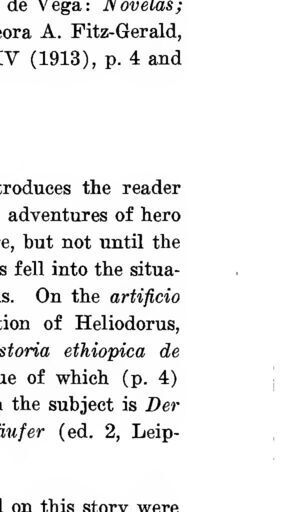 de Vega: Novelas;
ora A. Fitz-Gerald,
V (1913), p. 4 and
troduces the reader
adventures of hero
e, but not until the
s fell into the situa-
s. On the artificio
tion of Heliodorus,
storia ethiopica de
ue of which (p. 4)
the subject is Der
äufer (ed. 2, Leip-
on this story were